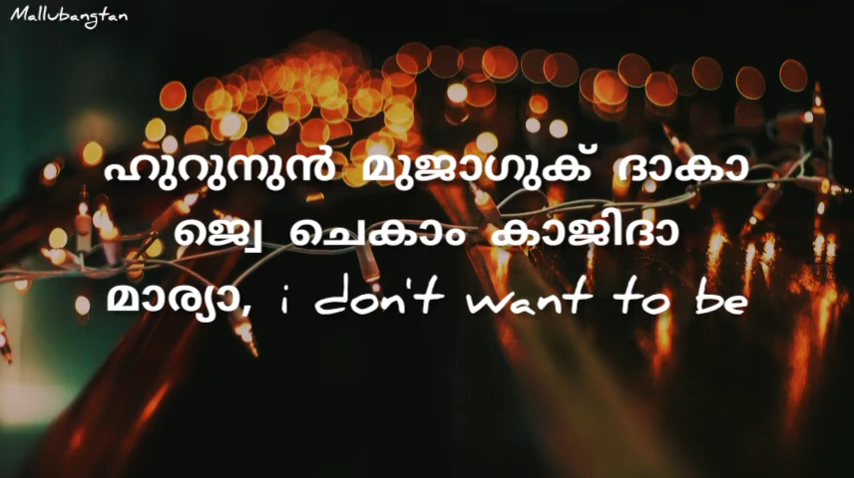 Mallubangtan
ഹുറുനുൻ മുജാഗുക് ദാകാ
ജ്വെ ചെകാം കാജിദാ
മാര്യാ, i don't want to be